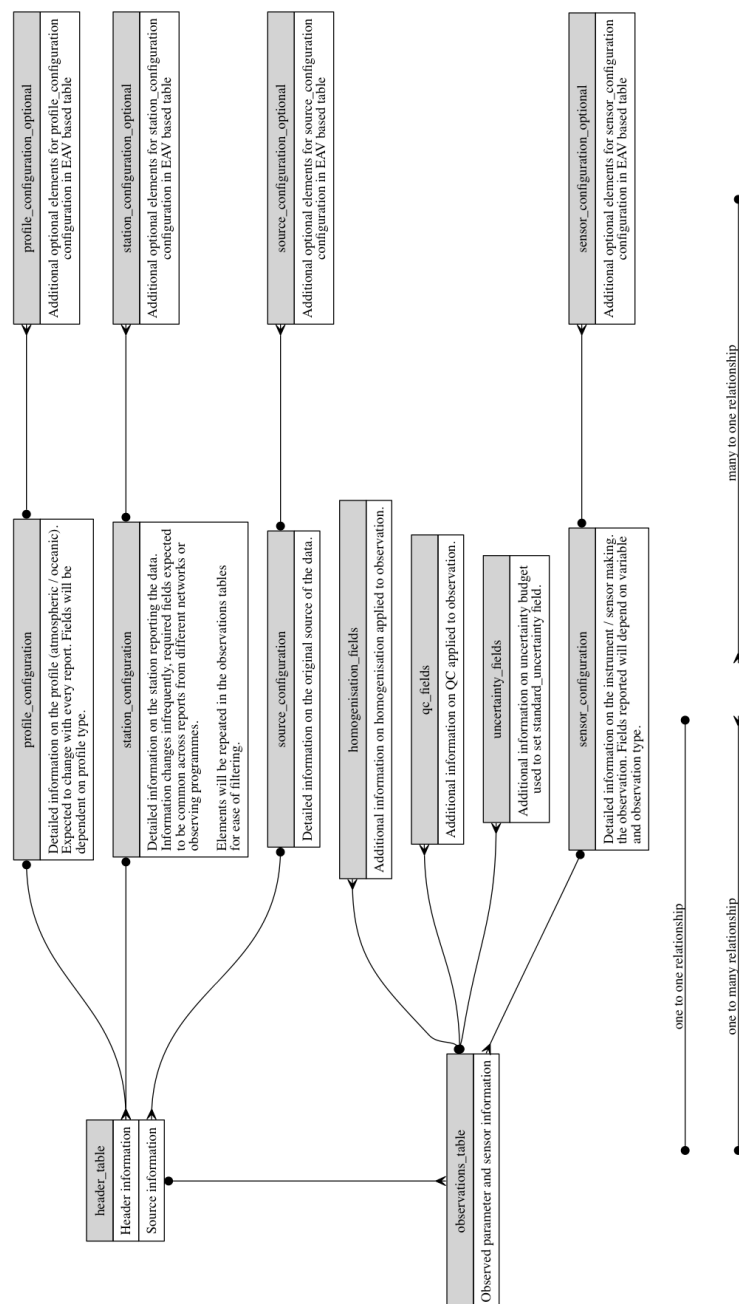 header_table
Header information
Source information
observations_table
Observed parameter and sensor information
profile_configuration
Detailed information on the profile (atmospheric / oceanic).
Expected to change with every report. Fields will be
dependent on profile type.
station_configuration
Detailed information on the station reporting the data.
Information changes infrequently, required fields expected
to be common across reports from different networks or
observing programmes.
Elements will be repeated in the observations tables
for ease of filtering.
source_configuration
Detailed information on the original source of the data.
homogenisation_fields
Additional information on homogenisation applied to observation.
qc_fields
Additional information on QC applied to observation.
uncertainty_fields
Additional information on uncertainty budget
used to set standard_uncertainty field.
sensor_configuration
Detailed information on the instrument / sensor making.
the observation. Fields reported will depend on variable
and observation type.
profile_configuration_optional
Additional optional elements for profile_configuration
configuration in EAV based table
station_configuration_optional
Additional optional elements for station_configuration
configuration in EAV based table
source_configuration_optional
Additional optional elements for source_configuration
configuration in EAV based table
sensor_configuration_optional
Additional optional elements for sensor_configuration
configuration in EAV based table
one to one relationship
one to many relationship
many to one relationship